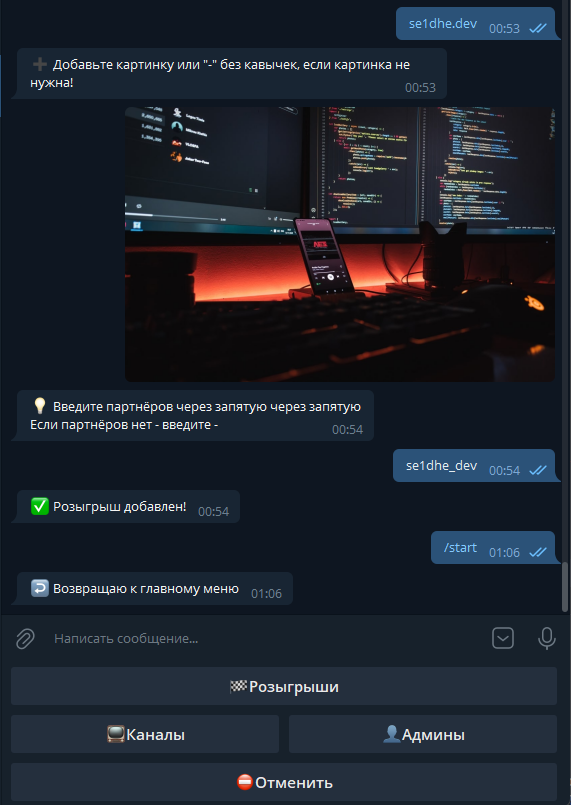 se1dhe.dev 00:53
➕ Добавьте картинку или "-" без кавычек, если картинка не
нужна! 00:53
💡 Введите партнёров через запятую через запятую
Если партнёров нет - введите - 00:54
se1dhe_dev 00:54
✅ Розыгрыш добавлен! 00:54
/start 01:06
↩️ Возвращаю к главному меню 01:06
Написать сообщение...
🏁Розыгрыши
📺Каналы
👤Админы
⛔Отменить